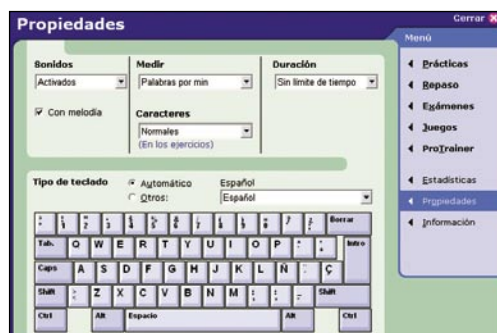 Propiedades
Cerrar
Menú
Sonidos
Medir
Duración
Activados
Palabras por min
Sin límite de tiempo
Con melodía
Caracteres
Normales
(En los ejercicios)
Prácticas
Repaso
Exámenes
Juegos
ProTrainer
Estadísticas
Propiedades
Información
Tipo de teclado
Automático
Español
Otros:
Español
Borrar
Tab. Q W E R T Y U I O P Intro
Caps A S D F G H J K L Ñ Ç
Shift Z X C V B N M Shift
Ctrl Alt Espacio Alt Ctrl